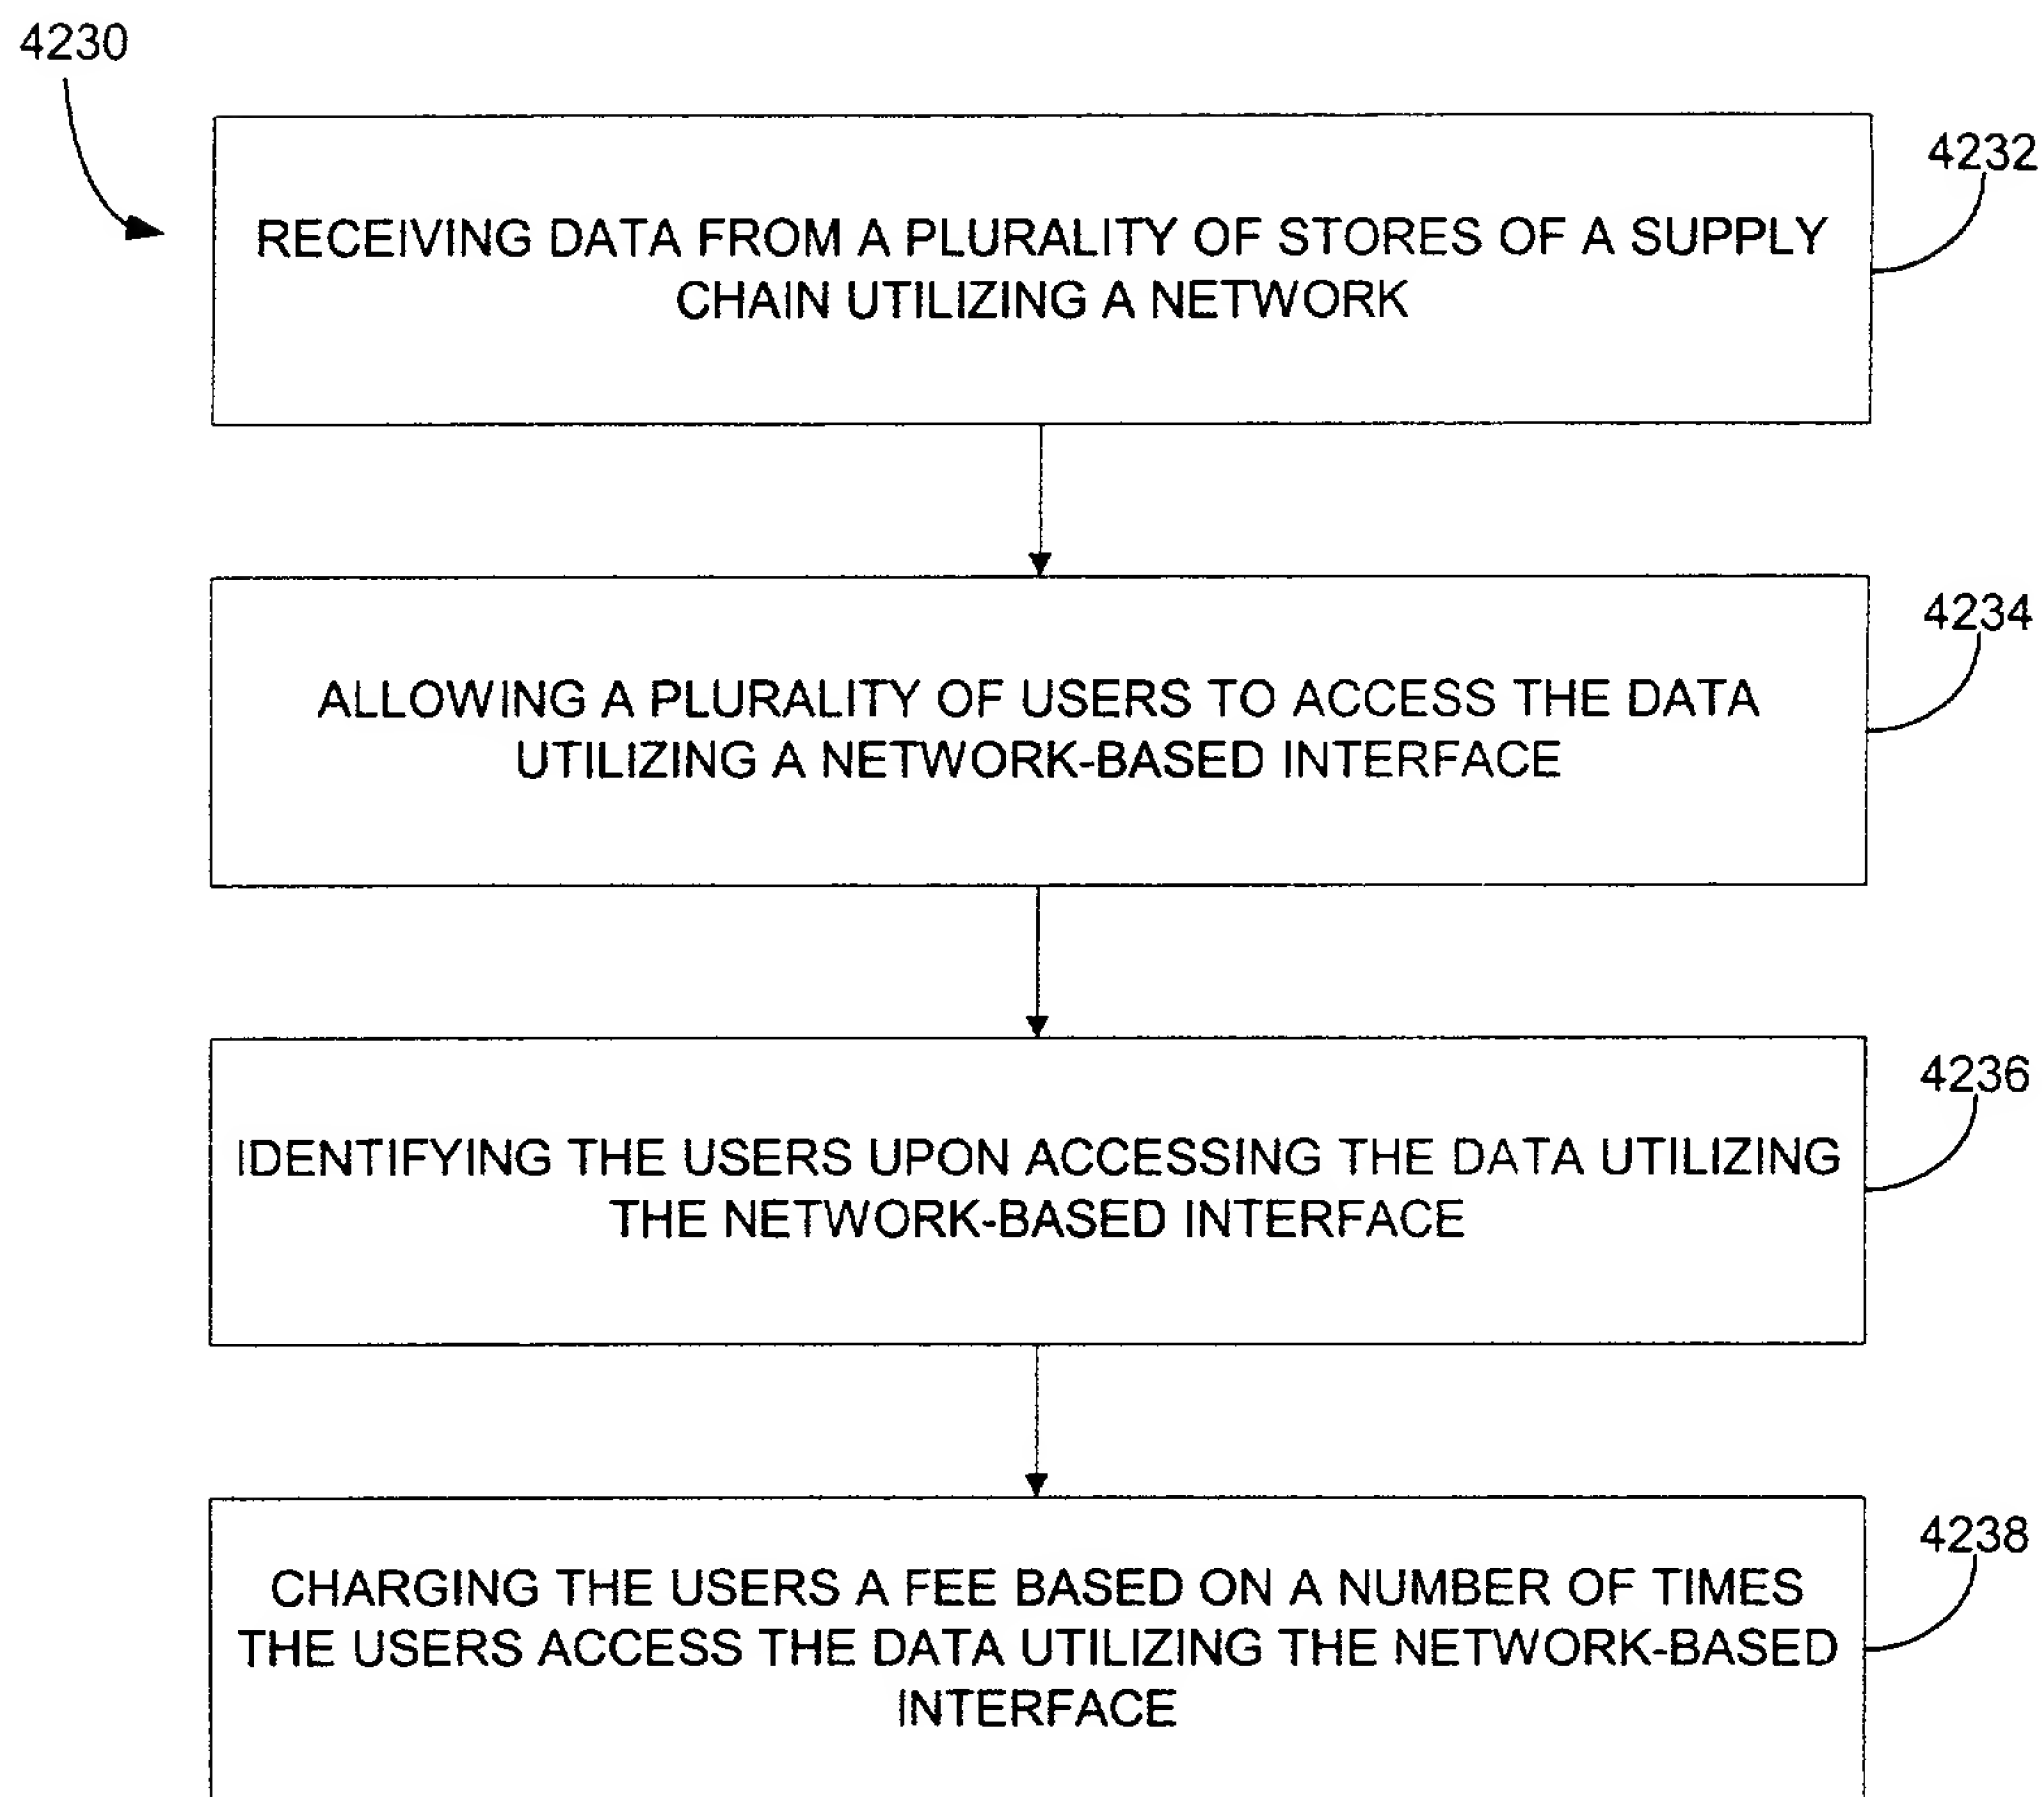 4230
4232
RECEIVING DATA FROM A PLURALITY OF STORES OF A SUPPLY
CHAIN UTILIZING A NETWORK
4234
ALLOWING A PLURALITY OF USERS TO ACCESS THE DATA
UTILIZING A NETWORK-BASED INTERFACE
4236
IDENTIFYING THE USERS UPON ACCESSING THE DATA UTILIZING
THE NETWORK-BASED INTERFACE
4238
CHARGING THE USERS A FEE BASED ON A NUMBER OF TIMES
THE USERS ACCESS THE DATA UTILIZING THE NETWORK-BASED
INTERFACE